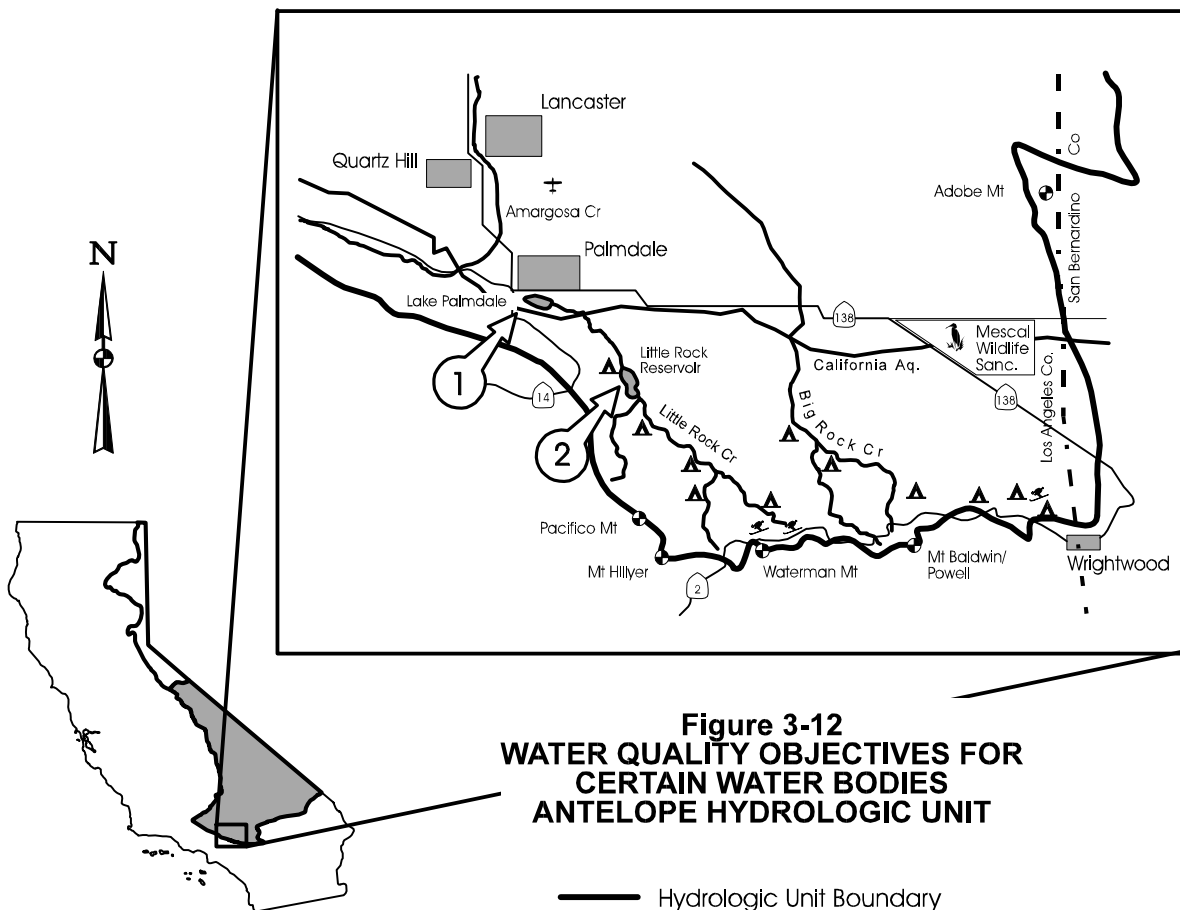 Lancaster
Quartz Hill
Amargosa Cr
Palmdale
Lake Palmdale
Adobe Mt
San Bernardino Co
Los Angeles Co.
N
138
Mescal
Wildlife
Sanc.
California Aq.
Little Rock
Reservoir
1
14
138
2
Little Rock Cr
Big Rock Cr
Pacifico Mt
Mt Hillyer
Waterman Mt
Mt Baldwin/
Powell
Wrightwood
2
Figure 3-12
WATER QUALITY OBJECTIVES FOR
CERTAIN WATER BODIES
ANTELOPE HYDROLOGIC UNIT
Hydrologic Unit Boundary